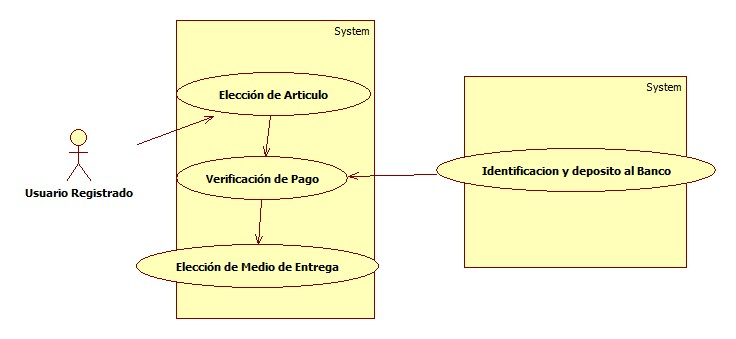 System
Elección de Articulo
System
Usuario Registrado
Verificación de Pago
Identificacion y deposito al Banco
Elección de Medio de Entrega